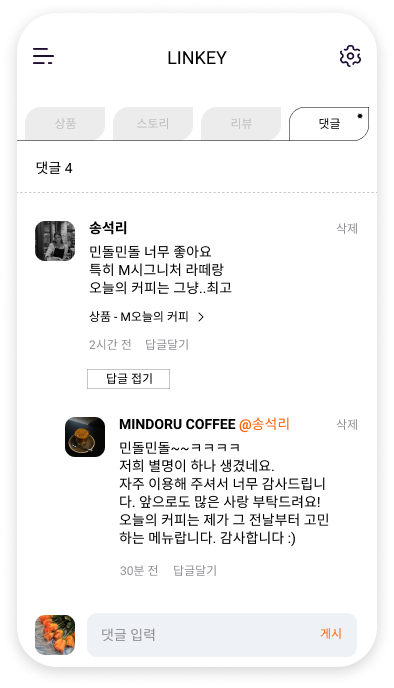 LINKEY
상품
스토리
리뷰
댓글
댓글 4
송석리
삭제
민돌민돌 너무 좋아요
특히 M시그니처 라떼랑
오늘의 커피는 그냥..최고
상품 - M오늘의 커피 >
2시간 전 답글달기
답글 접기
MINDORU COFFEE @송석리
삭제
민돌민돌~~ㅋㅋㅋㅋ
저희 별명이 하나 생겼네요.
자주 이용해 주셔서 너무 감사드립니
다. 앞으로도 많은 사랑 부탁드려요!
오늘의 커피는 제가 그 전날부터 고민
하는 메뉴랍니다. 감사합니다 :)
30분 전 답글달기
댓글 입력
게시